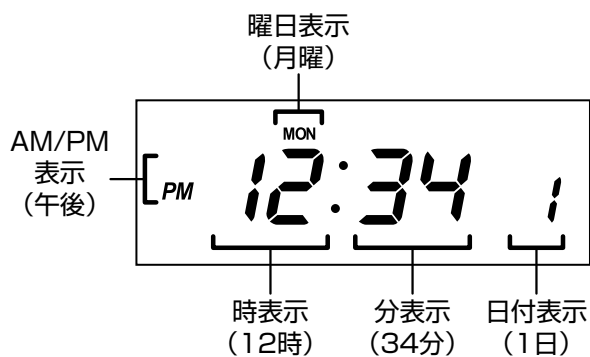 曜日表示
（月曜）
AM/PM
表示
（午後）
MON
PM 12:34 1
時表示
（12時）
分表示
（34分）
日付表示
（1日）